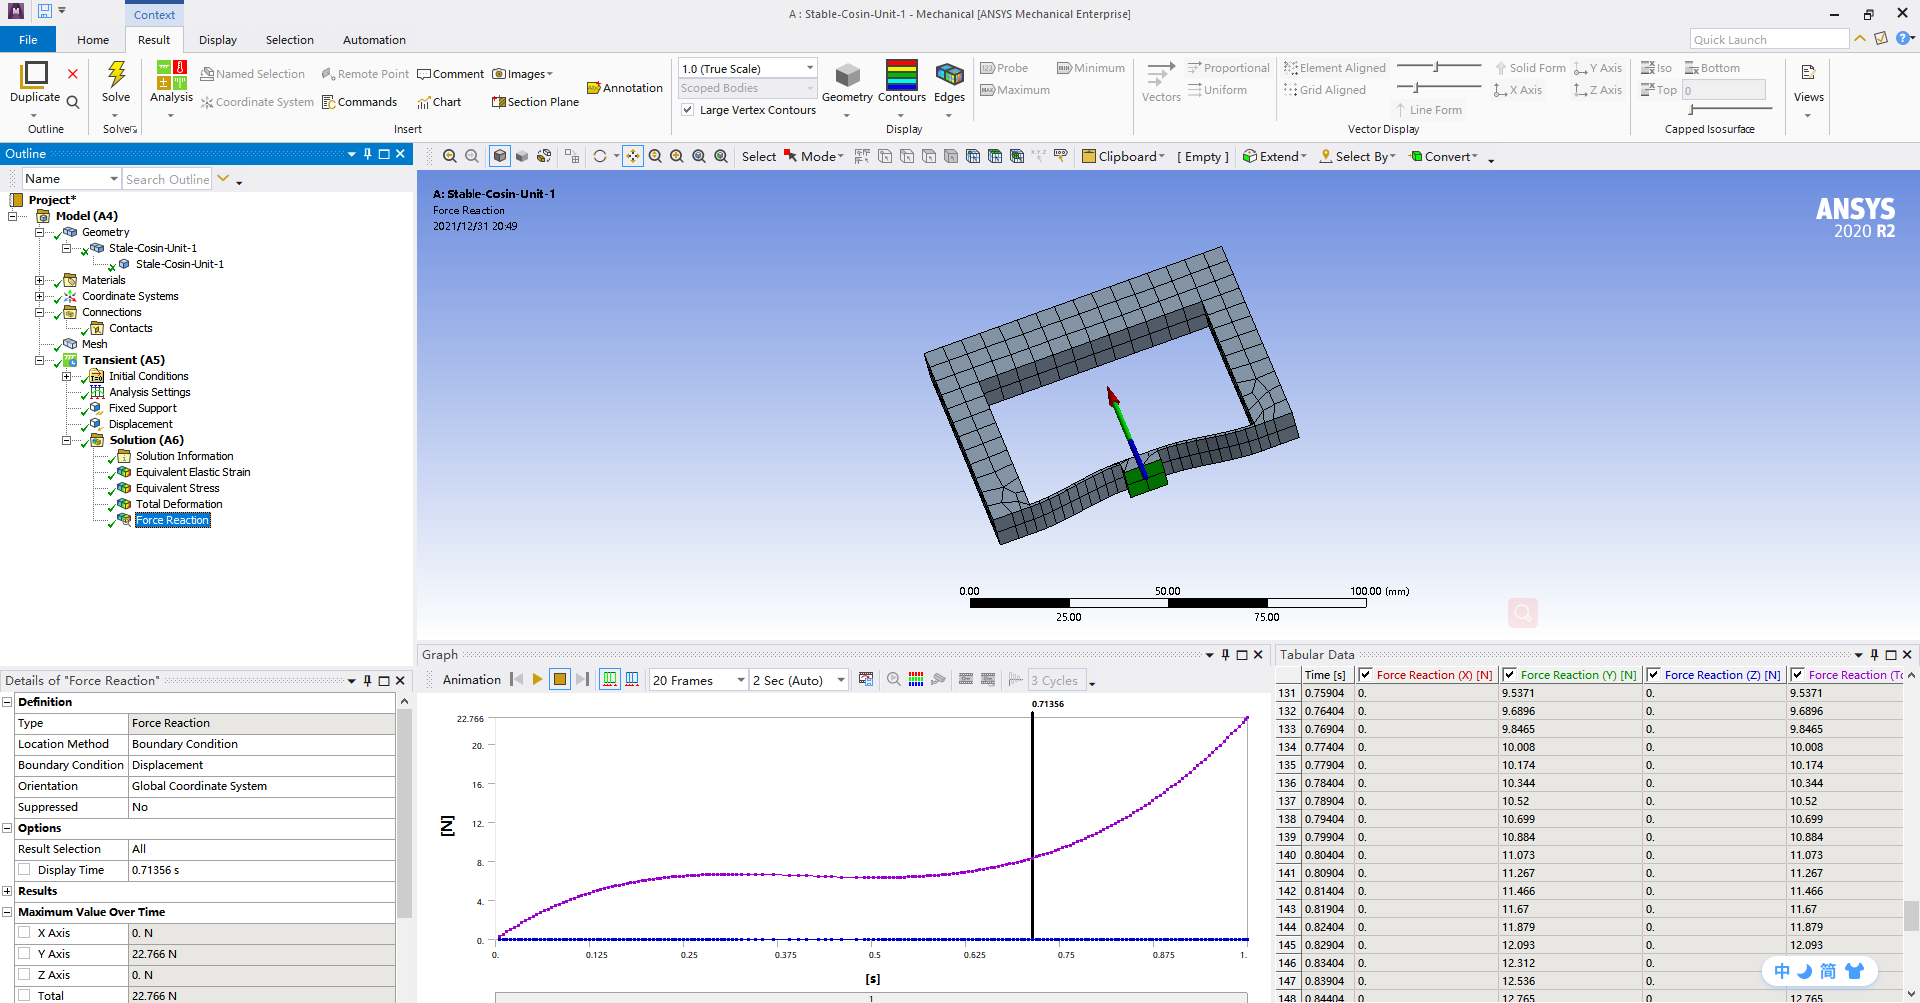 Context
A : Stable-Cosin-Unit-1 - Mechanical [ANSYS Mechanical Enterprise]
File Home Result Display Selection Automation
Quick Launch
Duplicate
Outline
Solve
Solve
Analysis
Named Selection Remote Point Comment Images Annotation
Coordinate System Commands Chart Section Plane
Insert
1.0 (True Scale)
Scoped Bodies
Large Vertex Contours
Geometry Contours Edges
Display
Probe Minimum
Maximum
Vectors
Proportional
Uniform
Element Aligned
Grid Aligned
Solid Form Y Axis
X Axis Z Axis
Line Form
Vector Display
Iso Bottom
Top 0
Capped Isosurface
Views
Outline
Name Search Outline
Project*
Model (A4)
Geometry
Stale-Cosin-Unit-1
Stale-Cosin-Unit-1
Materials
Coordinate Systems
Connections
Contacts
Mesh
Transient (A5)
Initial Conditions
Analysis Settings
Fixed Support
Displacement
Solution (A6)
Solution Information
Equivalent Elastic Strain
Equivalent Stress
Total Deformation
Force Reaction
Select Mode Clipboard [ Empty ] Extend Select By Convert
A: Stable-Cosin-Unit-1
Force Reaction
2021/12/31 20:49
ANSYS
2020 R2
0.00 50.00 100.00 (mm)
25.00 75.00
Details of "Force Reaction"
Definition
Type Force Reaction
Location Method Boundary Condition
Boundary Condition Displacement
Orientation Global Coordinate System
Suppressed No
Options
Result Selection All
Display Time 0.71356 s
Results
Maximum Value Over Time
X Axis 0. N
Y Axis 22.766 N
Z Axis 0. N
Total 22.766 N
Graph
Animation 20 Frames 2 Sec (Auto) 3 Cycles
0.71356
22.766
20.
16.
12.
8.
4.
0.
[N]
0. 0.125 0.25 0.375 0.5 0.625 0.75 0.875 1.
[s]
1
Tabular Data
Time [s] Force Reaction (X) [N] Force Reaction (Y) [N] Force Reaction (Z) [N] Force Reaction (To
131 0.75904 0. 9.5371 0. 9.5371
132 0.76404 0. 9.6896 0. 9.6896
133 0.76904 0. 9.8465 0. 9.8465
134 0.77404 0. 10.008 0. 10.008
135 0.77904 0. 10.174 0. 10.174
136 0.78404 0. 10.344 0. 10.344
137 0.78904 0. 10.52 0. 10.52
138 0.79404 0. 10.699 0. 10.699
139 0.79904 0. 10.884 0. 10.884
140 0.80404 0. 11.073 0. 11.073
141 0.80904 0. 11.267 0. 11.267
142 0.81404 0. 11.466 0. 11.466
143 0.81904 0. 11.67 0. 11.67
144 0.82404 0. 11.879 0. 11.879
145 0.82904 0. 12.093 0. 12.093
146 0.83404 0. 12.312 0.
147 0.83904 0. 12.536 0.
148 0.84404 0. 12.765 0. 12.765
中 简